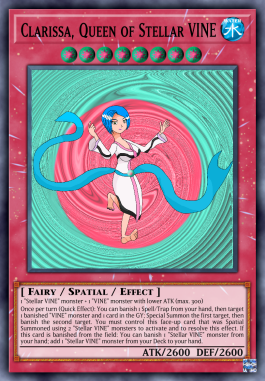 Clarissa, Queen of Stellar VINE
WATER
水
[ Fairy / Spatial / Effect ]
1 "Stellar VINE" monster + 1 "VINE" monster with lower ATK (max. 300)
Once per turn (Quick Effect): You can banish 1 Spell/Trap from your hand, then target
1 banished "VINE" monster and 1 card in the GY; Special Summon the first target, then
banish the second target. You must control this face-up card that was Spatial
Summoned using 2 "Stellar VINE" monsters to activate and to resolve this effect. If
this card is banished from the field: You can banish 1 "Stellar VINE" monster from
your hand; add 1 "Stellar VINE" monster from your Deck to your hand.
ATK/2600 DEF/2600